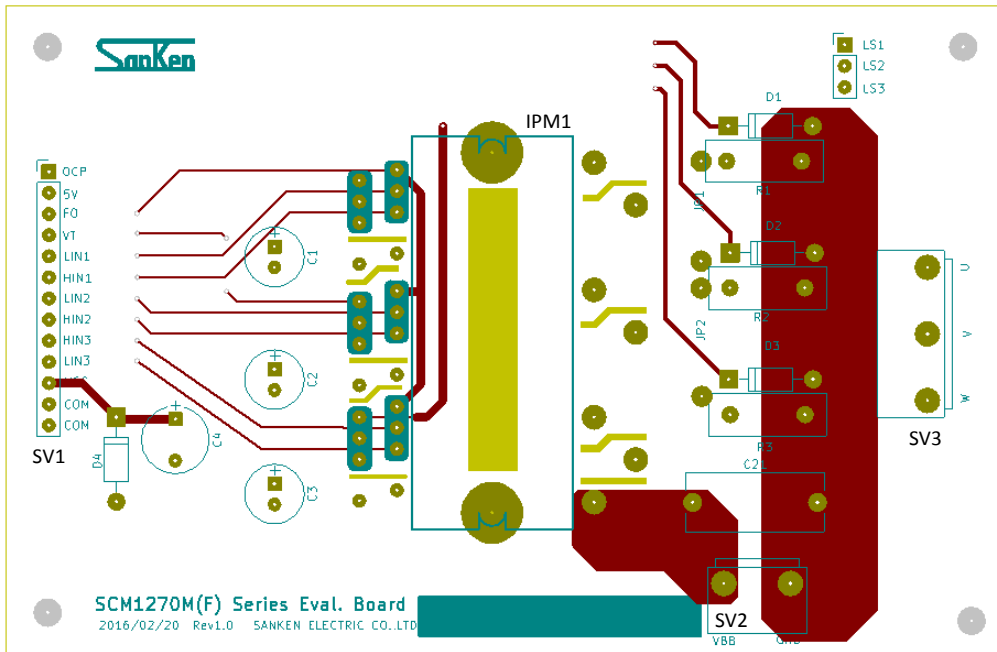 SanKen
IPM1
LS1
LS2
LS3
D1
R1
JP1
OCP
5V
FO
VT
LIN1
HIN1
LIN2
HIN2
HIN3
LIN3
COM
COM
SV1
C1
C2
C3
C4
D4
D2
R2
JP2
D3
R3
C21
U
V
W
SV3
SV2
VBB
GND
SCM1270M(F) Series Eval. Board
2016/02/20 Rev1.0 SANKEN ELECTRIC CO.,LTD